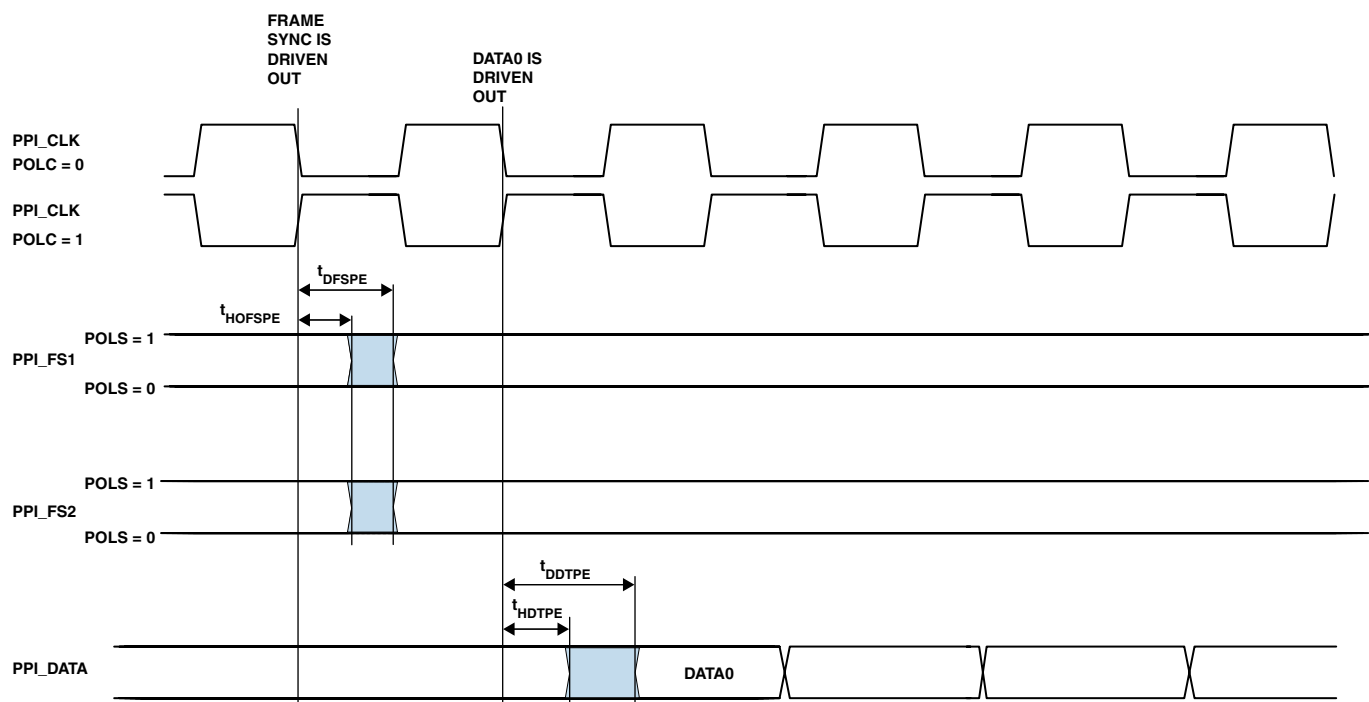 FRAME
SYNC IS
DRIVEN
OUT
DATA0 IS
DRIVEN
OUT
PPI_CLK
POLC = 0
PPI_CLK
POLC = 1
tDFSPE
tHOFSPE
POLS = 1
PPI_FS1
POLS = 0
POLS = 1
PPI_FS2
POLS = 0
tDDTPE
tHDTPE
PPI_DATA
DATA0